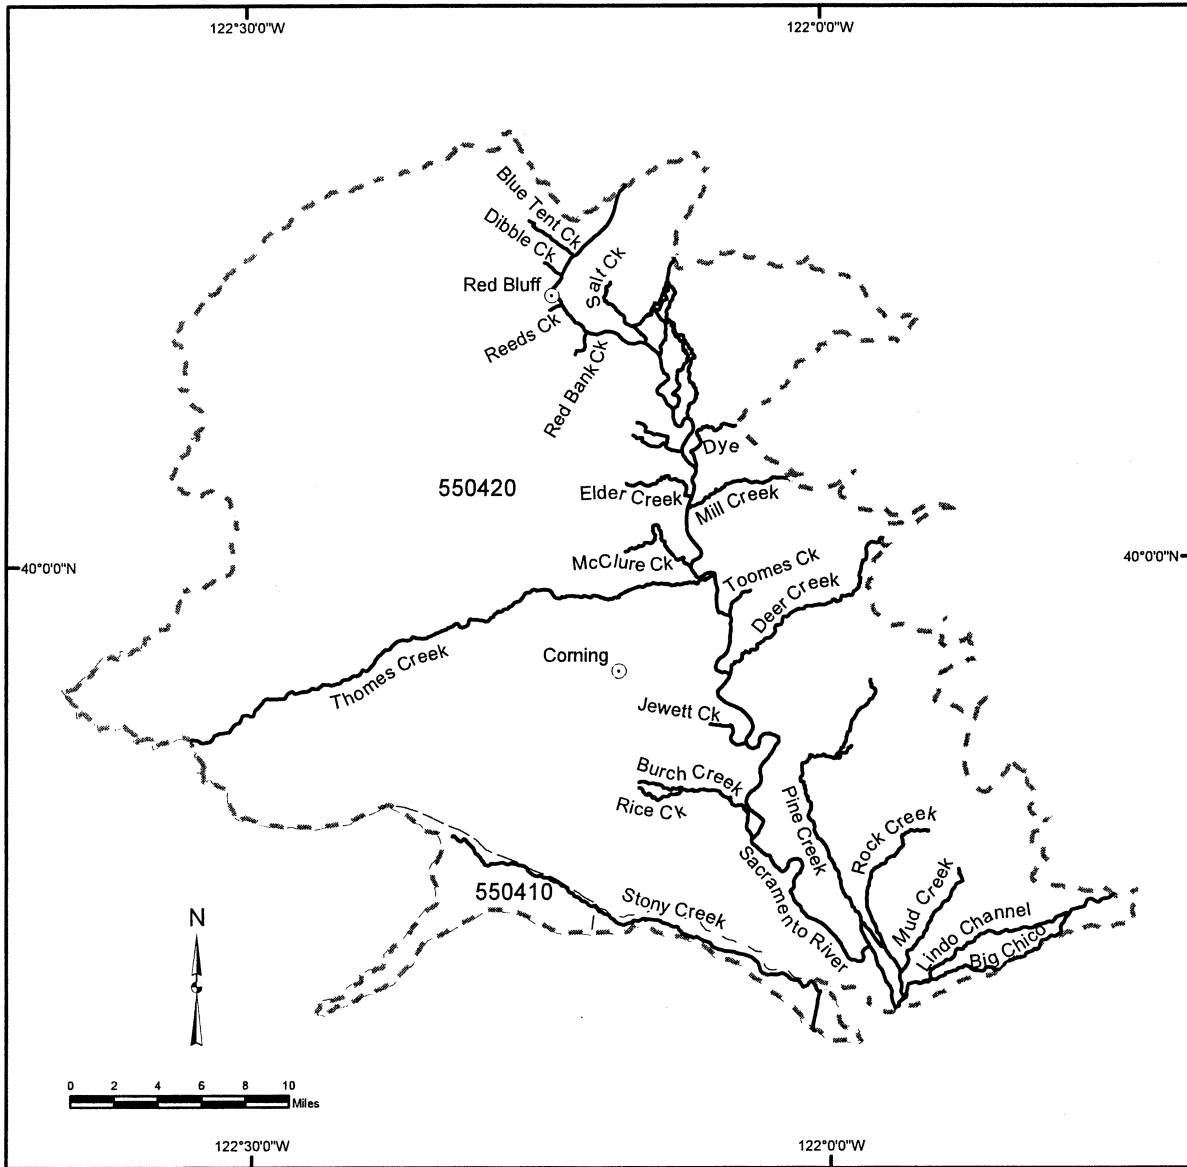 122°30'0"W
122°0'0"W
Blue Tent Ck
Dibble Ck
Salt Ck
Red Bluff
Reeds Ck
Red Bank Ck
Dye
550420
Elder Creek
Mill Creek
40°0'0"N
40°0'0"N
McClure Ck
Toomes Ck
Deer Creek
Corning
Thomes Creek
Jewett Ck
Burch Creek
Rice Ck
Pine Creek
Rock Creek
Sacramento River
Mud Creek
550410
Stony Creek
Lindo Channel
Big Chico
N
0 2 4 6 8 10
Miles
122°30'0"W
122°0'0"W